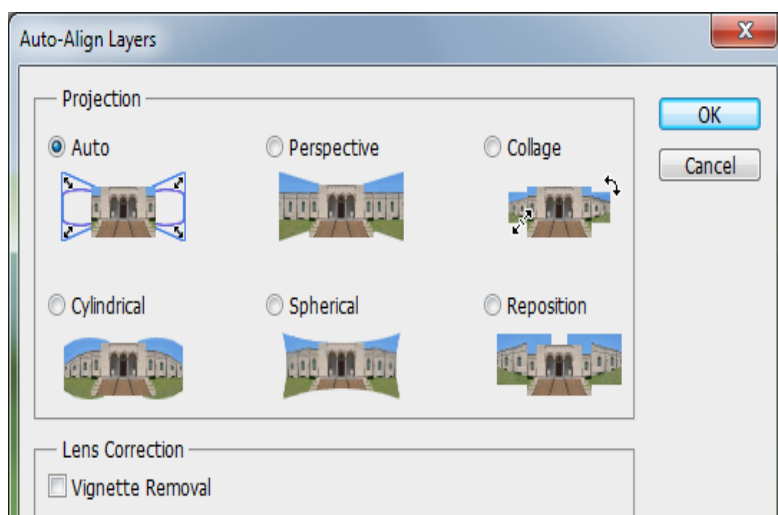 Auto-Align Layers
Projection
OK
Auto
Perspective
Collage
Cancel
Cylindrical
Spherical
Reposition
Lens Correction
Vignette Removal